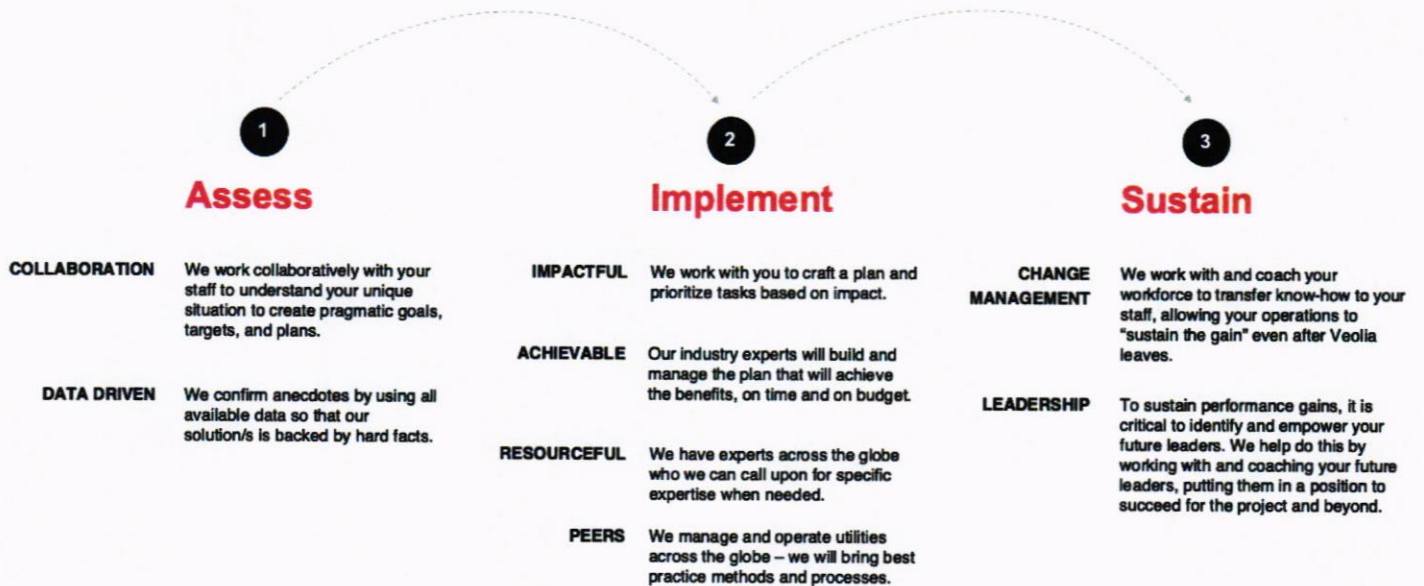 1
Assess
COLLABORATION
We work collaboratively with your
staff to understand your unique
situation to create pragmatic goals,
targets, and plans.
DATA DRIVEN
We confirm anecdotes by using all
available data so that our
solution/s is backed by hard facts.
2
Implement
IMPACTFUL
We work with you to craft a plan and
prioritize tasks based on impact.
ACHIEVABLE
Our industry experts will build and
manage the plan that will achieve
the benefits, on time and on budget.
RESOURCEFUL
We have experts across the globe
who we can call upon for specific
expertise when needed.
PEERS
We manage and operate utilities
across the globe – we will bring best
practice methods and processes.
3
Sustain
CHANGE
MANAGEMENT
We work with and coach your
workforce to transfer know-how to your
staff, allowing your operations to
“sustain the gain” even after Veolia
leaves.
LEADERSHIP
To sustain performance gains, it is
critical to identify and empower your
future leaders. We help do this by
working with and coaching your future
leaders, putting them in a position to
succeed for the project and beyond.